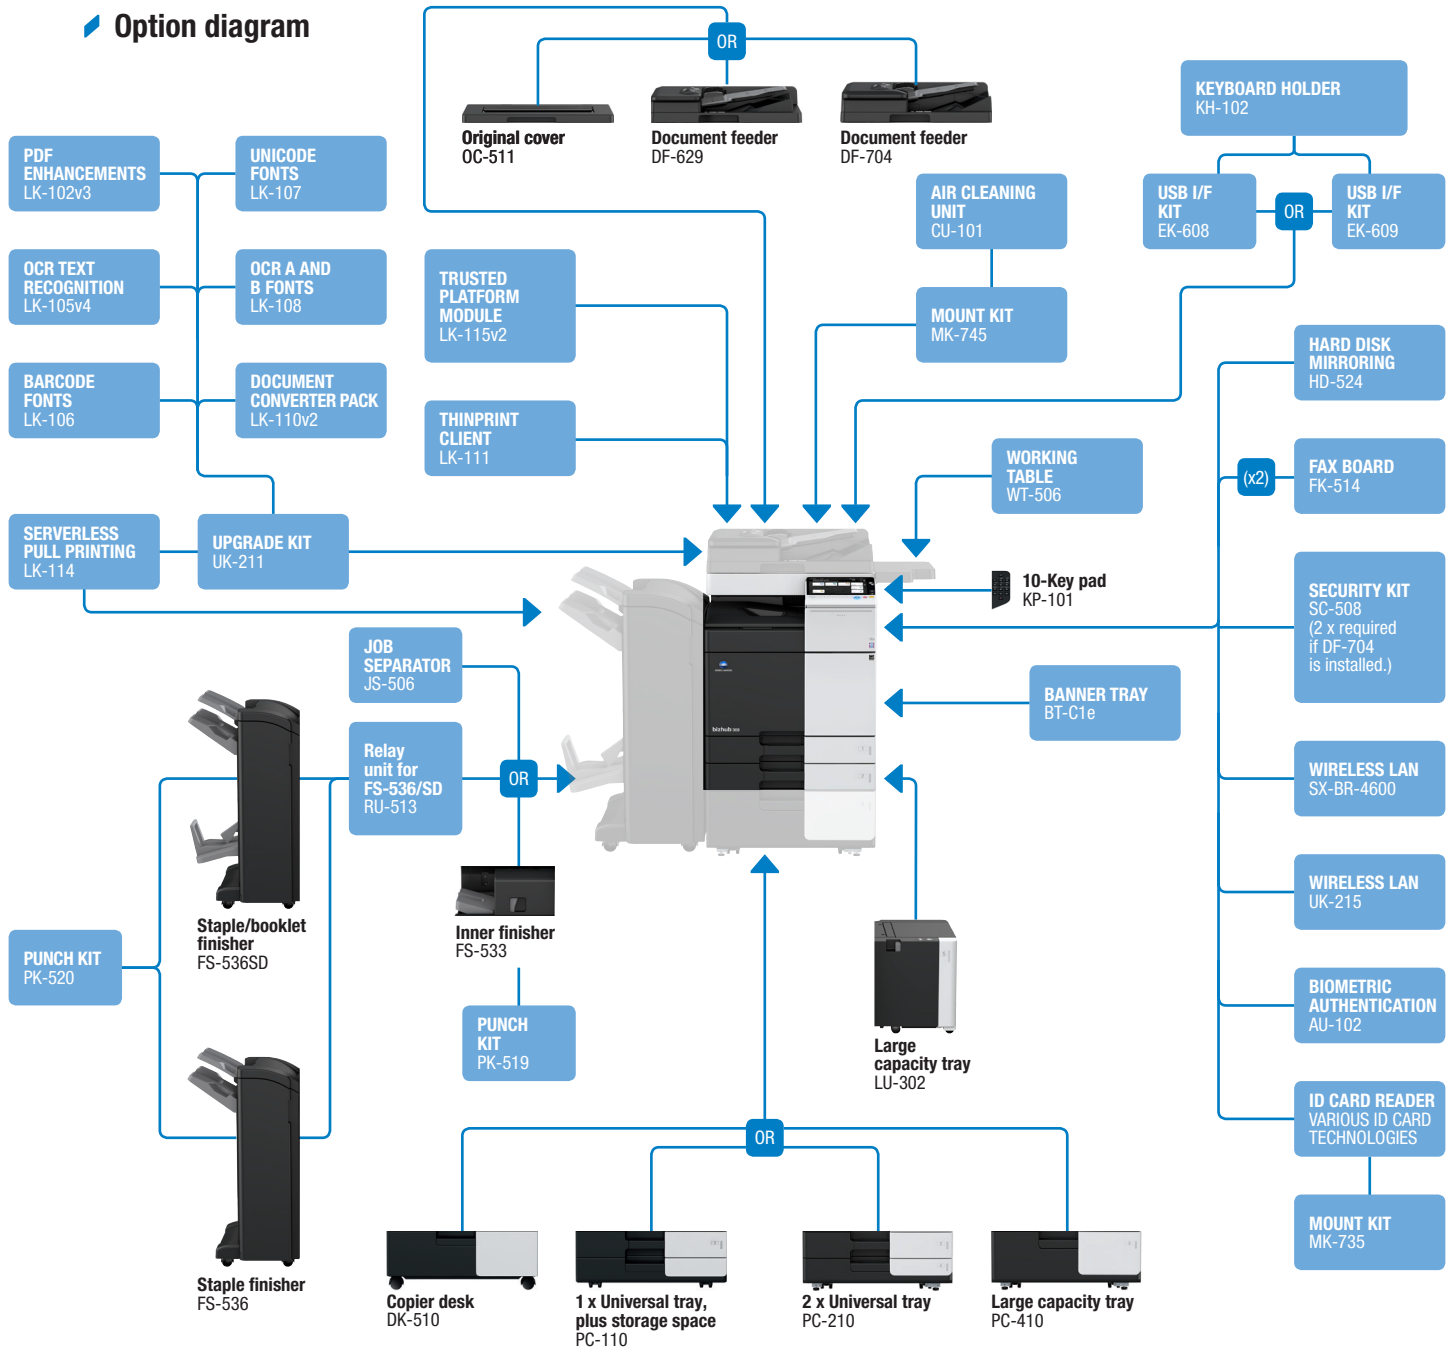 Option diagram
OR
Original cover
OC-511
Document feeder
DF-629
Document feeder
DF-704
KEYBOARD HOLDER
KH-102
PDF
ENHANCEMENTS
LK-102v3
UNICODE
FONTS
LK-107
AIR CLEANING
UNIT
CU-101
USB I/F
KIT
EK-608
OR
USB I/F
KIT
EK-609
OCR TEXT
RECOGNITION
LK-105v4
OCR A AND
B FONTS
LK-108
TRUSTED
PLATFORM
MODULE
LK-115v2
MOUNT KIT
MK-745
HARD DISK
MIRRORING
HD-524
BARCODE
FONTS
LK-106
DOCUMENT
CONVERTER PACK
LK-110v2
THINPRINT
CLIENT
LK-111
WORKING
TABLE
WT-506
(x2)
FAX BOARD
FK-514
SERVERLESS
PULL PRINTING
LK-114
UPGRADE KIT
UK-211
10-Key pad
KP-101
SECURITY KIT
SC-508
(2 x required
if DF-704
is installed.)
JOB
SEPARATOR
JS-506
BANNER TRAY
BT-C1e
bizhub
Relay
unit for
FS-536/SD
RU-513
OR
WIRELESS LAN
SX-BR-4600
WIRELESS LAN
UK-215
Staple/booklet
finisher
FS-536SD
Inner finisher
FS-533
PUNCH KIT
PK-520
BIOMETRIC
AUTHENTICATION
AU-102
PUNCH
KIT
PK-519
Large
capacity tray
LU-302
ID CARD READER
VARIOUS ID CARD
TECHNOLOGIES
OR
MOUNT KIT
MK-735
Staple finisher
FS-536
Copier desk
DK-510
1 x Universal tray,
plus storage space
PC-110
2 x Universal tray
PC-210
Large capacity tray
PC-410